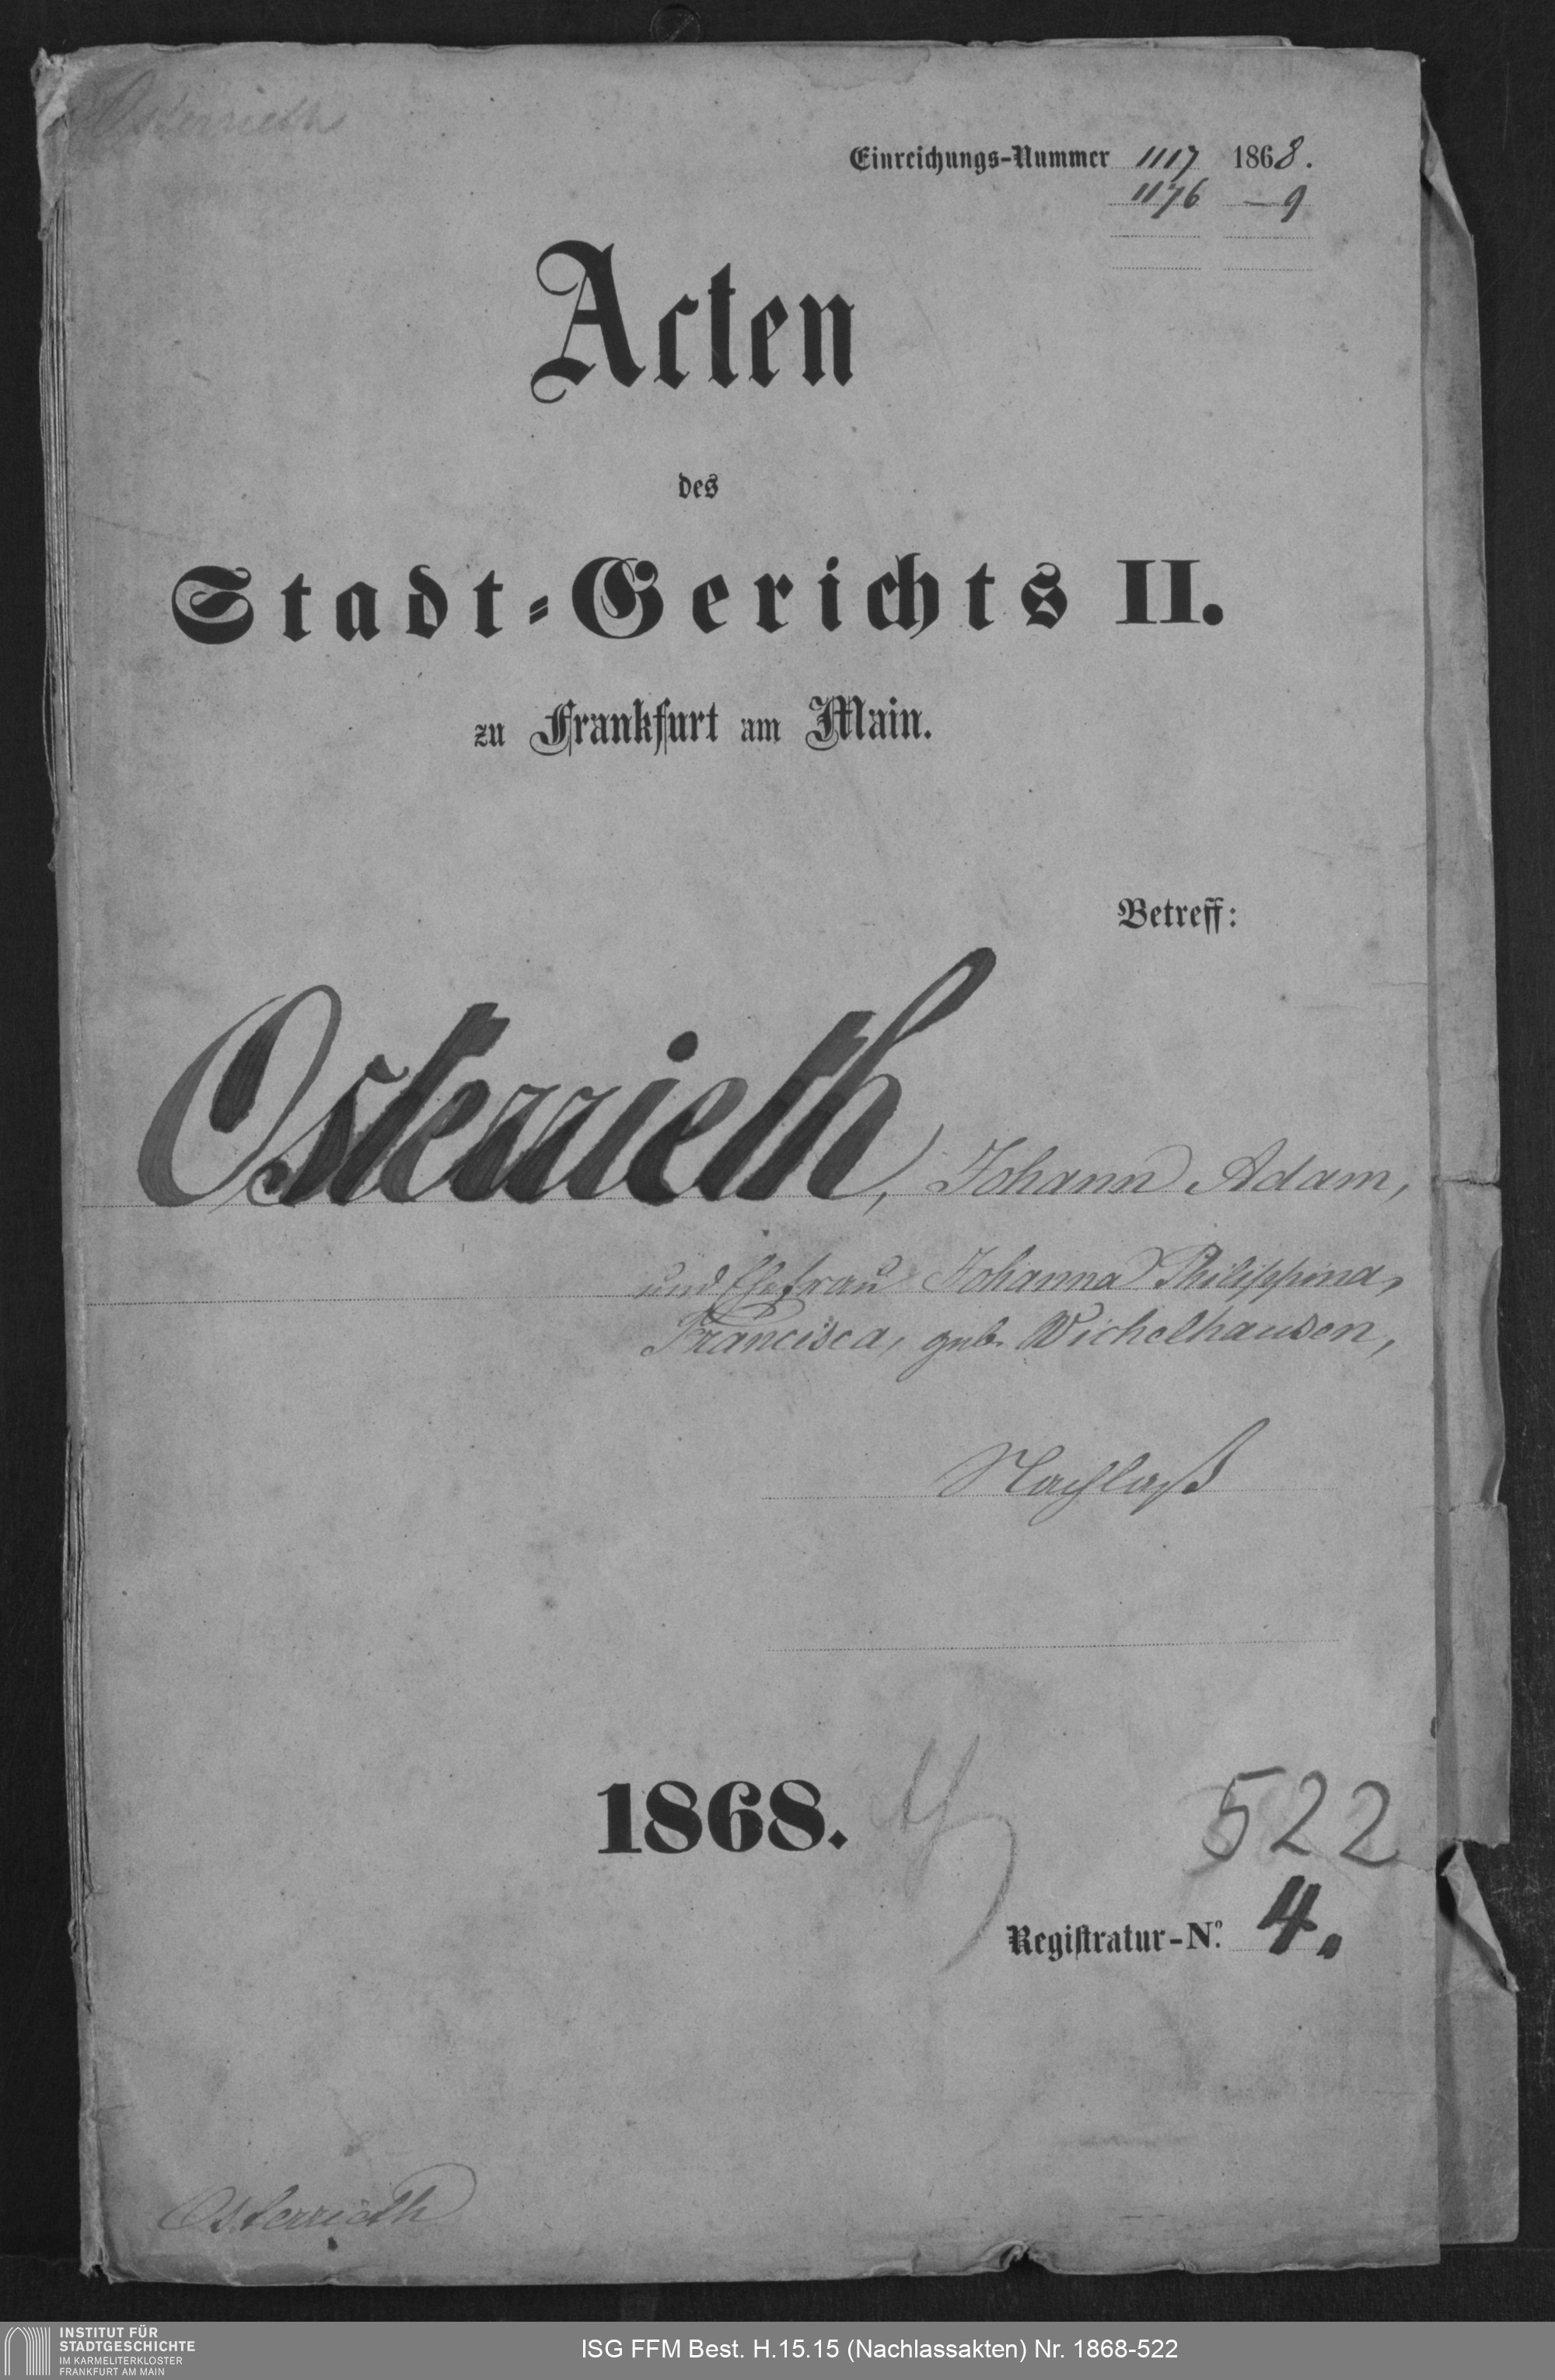 Osterrieth
Einreichungs-Nummer 1117 1868.
1176 — 9
Acten
des
Stadt-Gerichts II.
zu Frankfurt am Main.
Betreff:
Osterrieth, Johann Adam,
und Ehefrau Johanna Philippina,
Francisca, geb. Wichelhausen,
Nachlaß
1868.
522
Registratur-No. 4.
Osterrieth
INSTITUT FÜR
STADTGESCHICHTE
IM KARMELITERKLOSTER
FRANKFURT AM MAIN
ISG FFM Best. H.15.15 (Nachlassakten) Nr. 1868-522